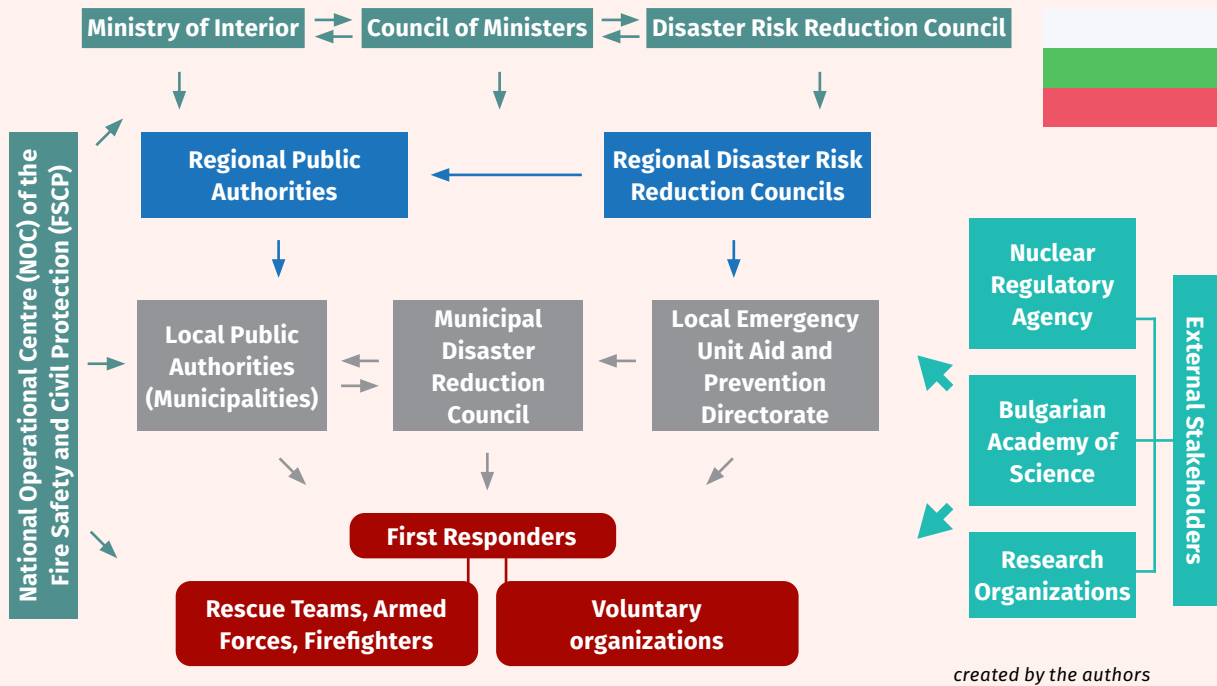 Ministry of Interior
Council of Ministers
Disaster Risk Reduction Council
National Operational Centre (NOC) of the
Fire Safety and Civil Protection (FSCP)
Regional Public
Authorities
Regional Disaster Risk
Reduction Councils
Local Public
Authorities
(Municipalities)
Municipal
Disaster
Reduction
Council
Local Emergency
Unit Aid and
Prevention
Directorate
Nuclear
Regulatory
Agency
Bulgarian
Academy of
Science
Research
Organizations
External Stakeholders
First Responders
Rescue Teams, Armed
Forces, Firefighters
Voluntary
organizations
created by the authors